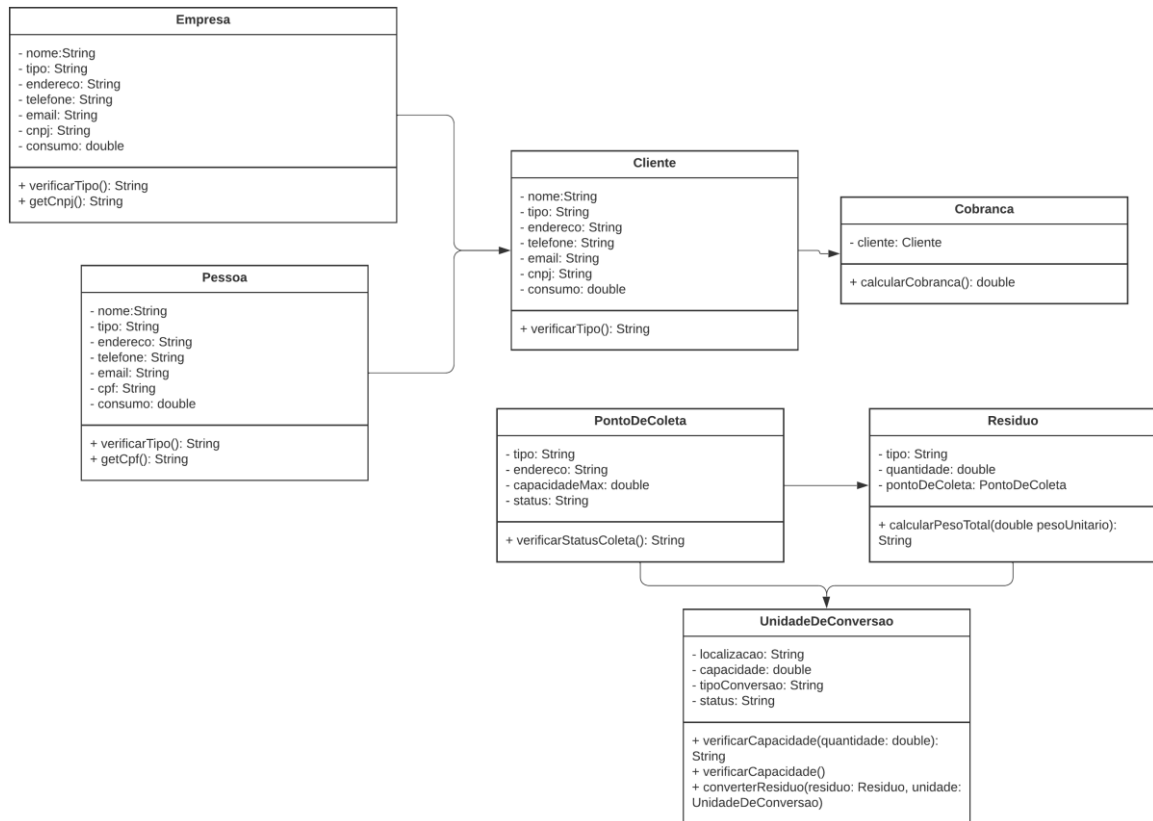 Empresa
- nome:String
- tipo: String
- endereco: String
- telefone: String
- email: String
- cnpj: String
- consumo: double
+ verificarTipo(): String
+ getCnpj(): String
Pessoa
- nome:String
- tipo: String
- endereco: String
- telefone: String
- email: String
- cpf: String
- consumo: double
+ verificarTipo(): String
+ getCpf(): String
Cliente
- nome:String
- tipo: String
- endereco: String
- telefone: String
- email: String
- cnpj: String
- consumo: double
+ verificarTipo(): String
Cobranca
- cliente: Cliente
+ calcularCobranca(): double
PontoDeColeta
- tipo: String
- endereco: String
- capacidadeMax: double
- status: String
+ verificarStatusColeta(): String
Residuo
- tipo: String
- quantidade: double
- pontoDeColeta: PontoDeColeta
+ calcularPesoTotal(double pesoUnitario):
String
UnidadeDeConversao
- localizacao: String
- capacidade: double
- tipoConversao: String
- status: String
+ verificarCapacidade(quantidade: double):
String
+ verificarCapacidade()
+ converterResiduo(residuo: Residuo, unidade:
UnidadeDeConversao)